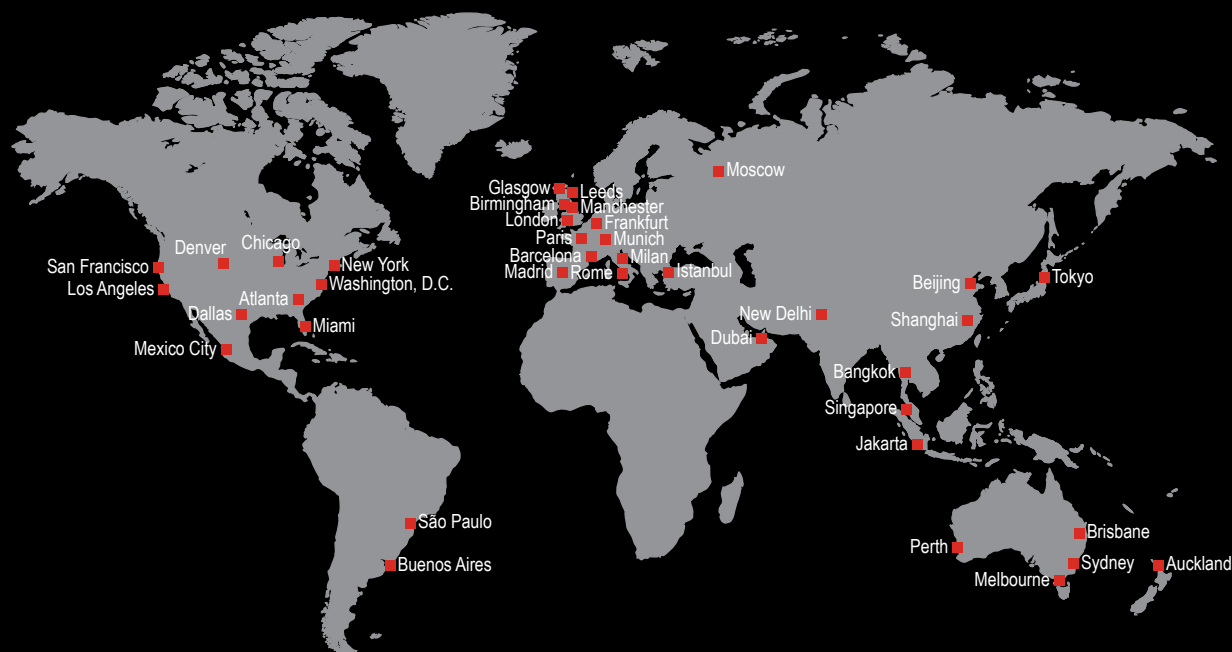 Moscow
Glasgow
Leeds
Birmingham
Manchester
London
Frankfurt
Paris
Munich
Barcelona
Milan
Madrid
Rome
Istanbul
Denver
Chicago
San Francisco
New York
Los Angeles
Washington, D.C.
Atlanta
Dallas
Miami
Mexico City
Beijing
Tokyo
New Delhi
Shanghai
Dubai
Bangkok
Singapore
Jakarta
São Paulo
Buenos Aires
Brisbane
Perth
Sydney
Auckland
Melbourne